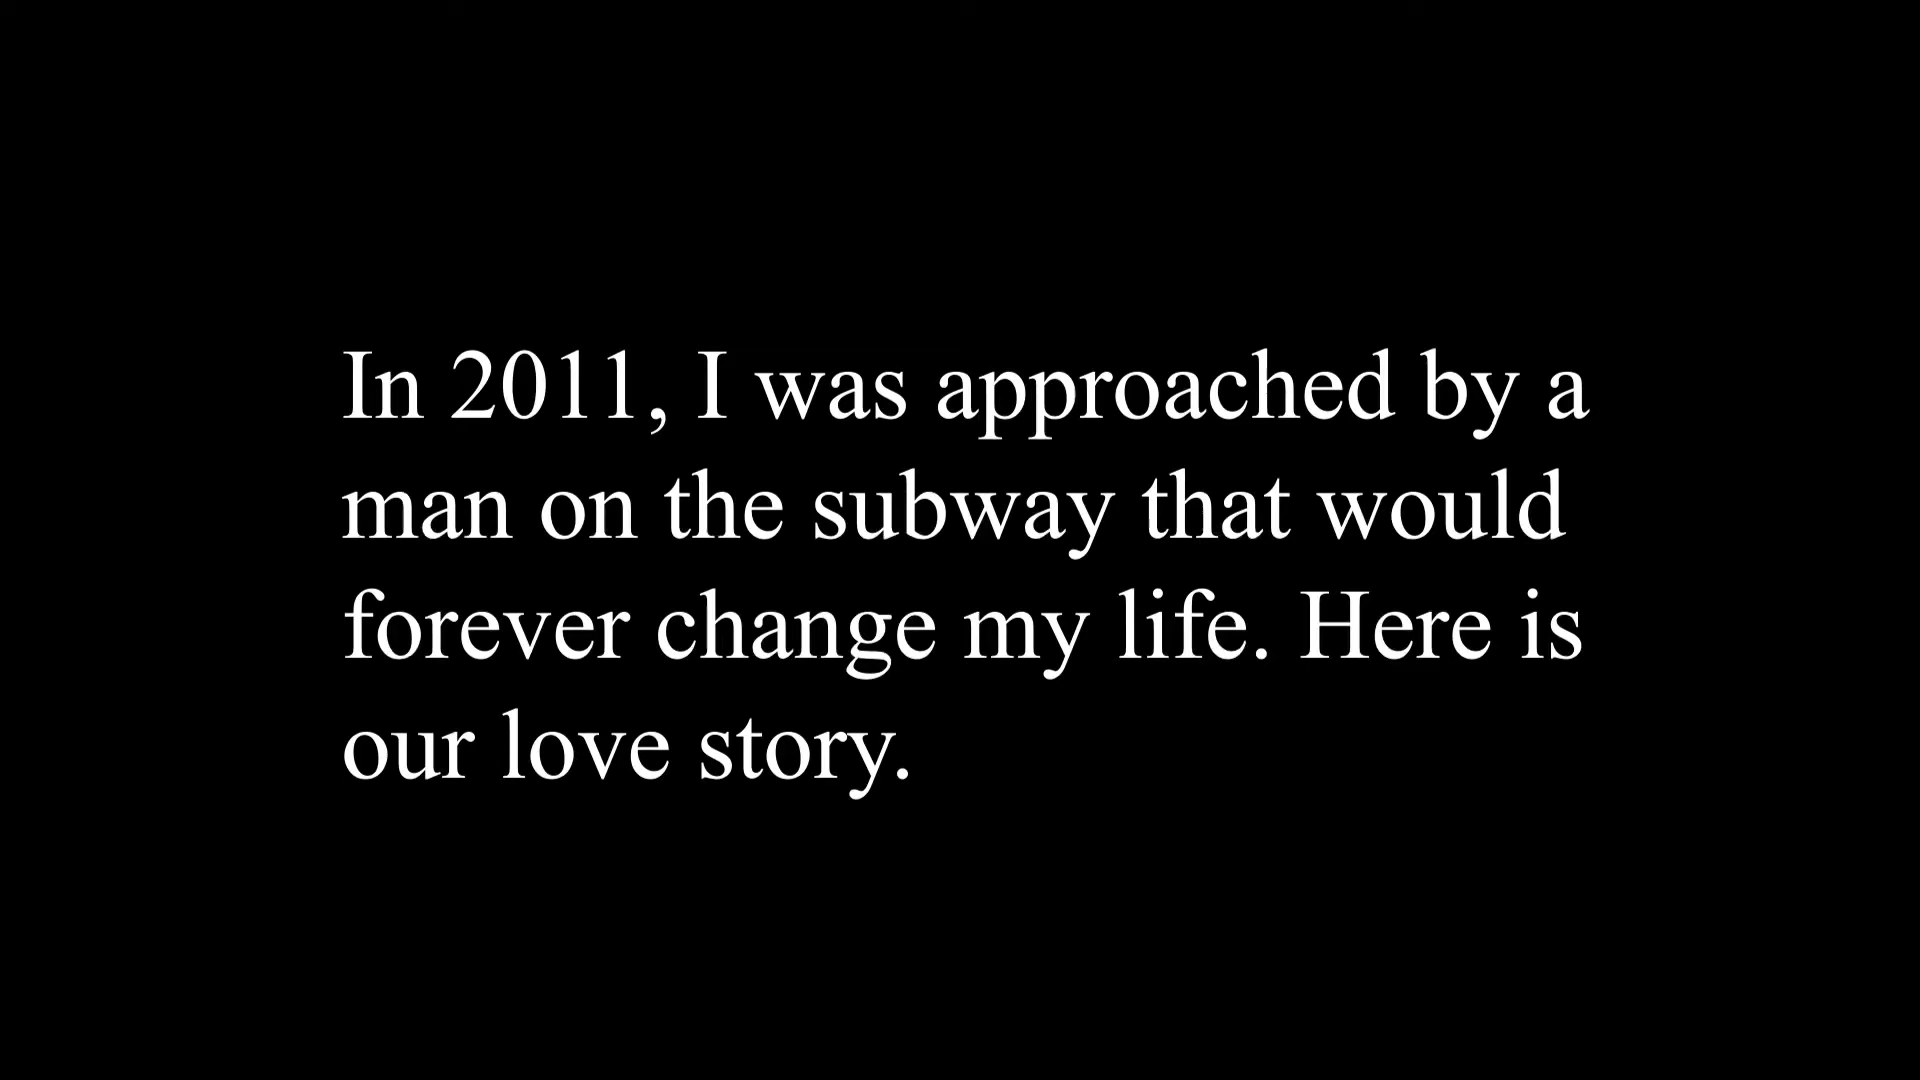 In 2011, I was approached by a
man on the subway that would
forever change my life. Here is
our love story.